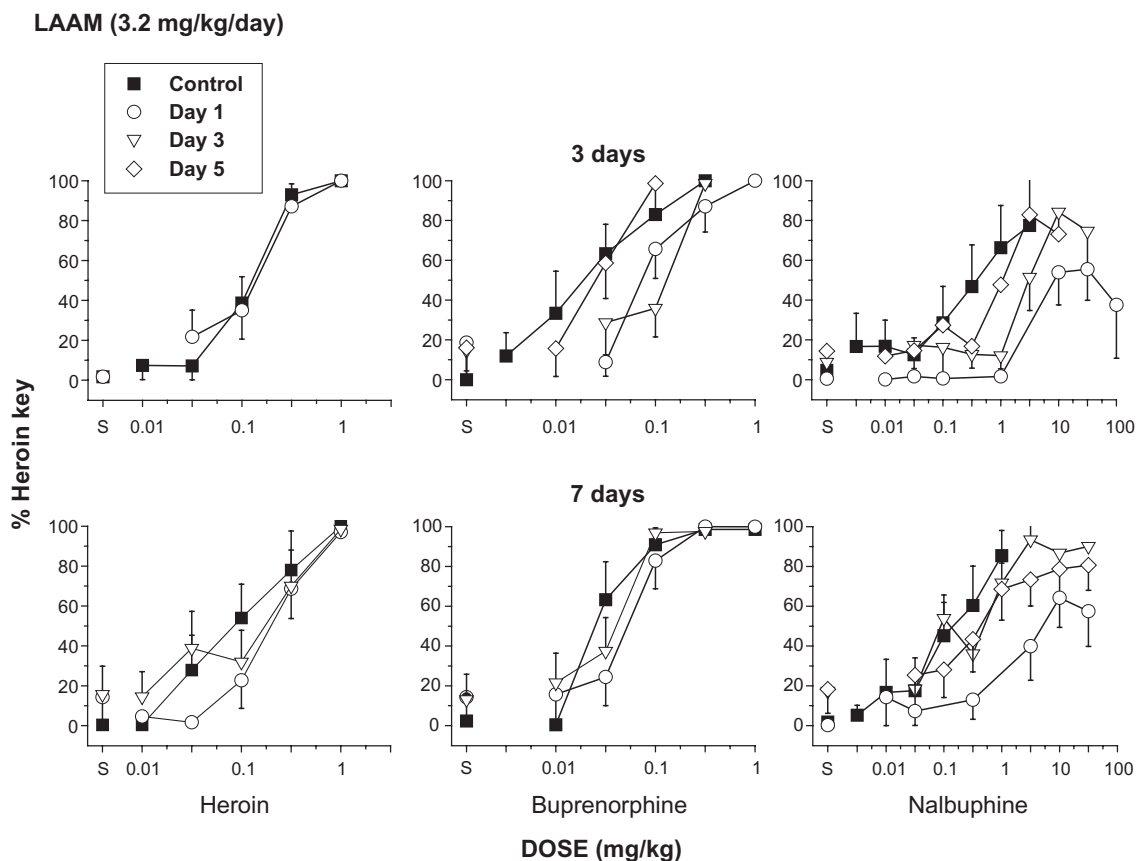 LAAM (3.2 mg/kg/day)
Control
Day 1
Day 3
Day 5
3 days
100
80
60
40
20
0
S 0.01 0.1 1
100
80
60
40
20
0
S 0.01 0.1 1
100
80
60
40
20
0
S 0.01 0.1 1 10 100
% Heroin key
7 days
100
80
60
40
20
0
S 0.01 0.1 1
100
80
60
40
20
0
S 0.01 0.1 1
100
80
60
40
20
0
S 0.01 0.1 1 10 100
Heroin Buprenorphine Nalbuphine
DOSE (mg/kg)